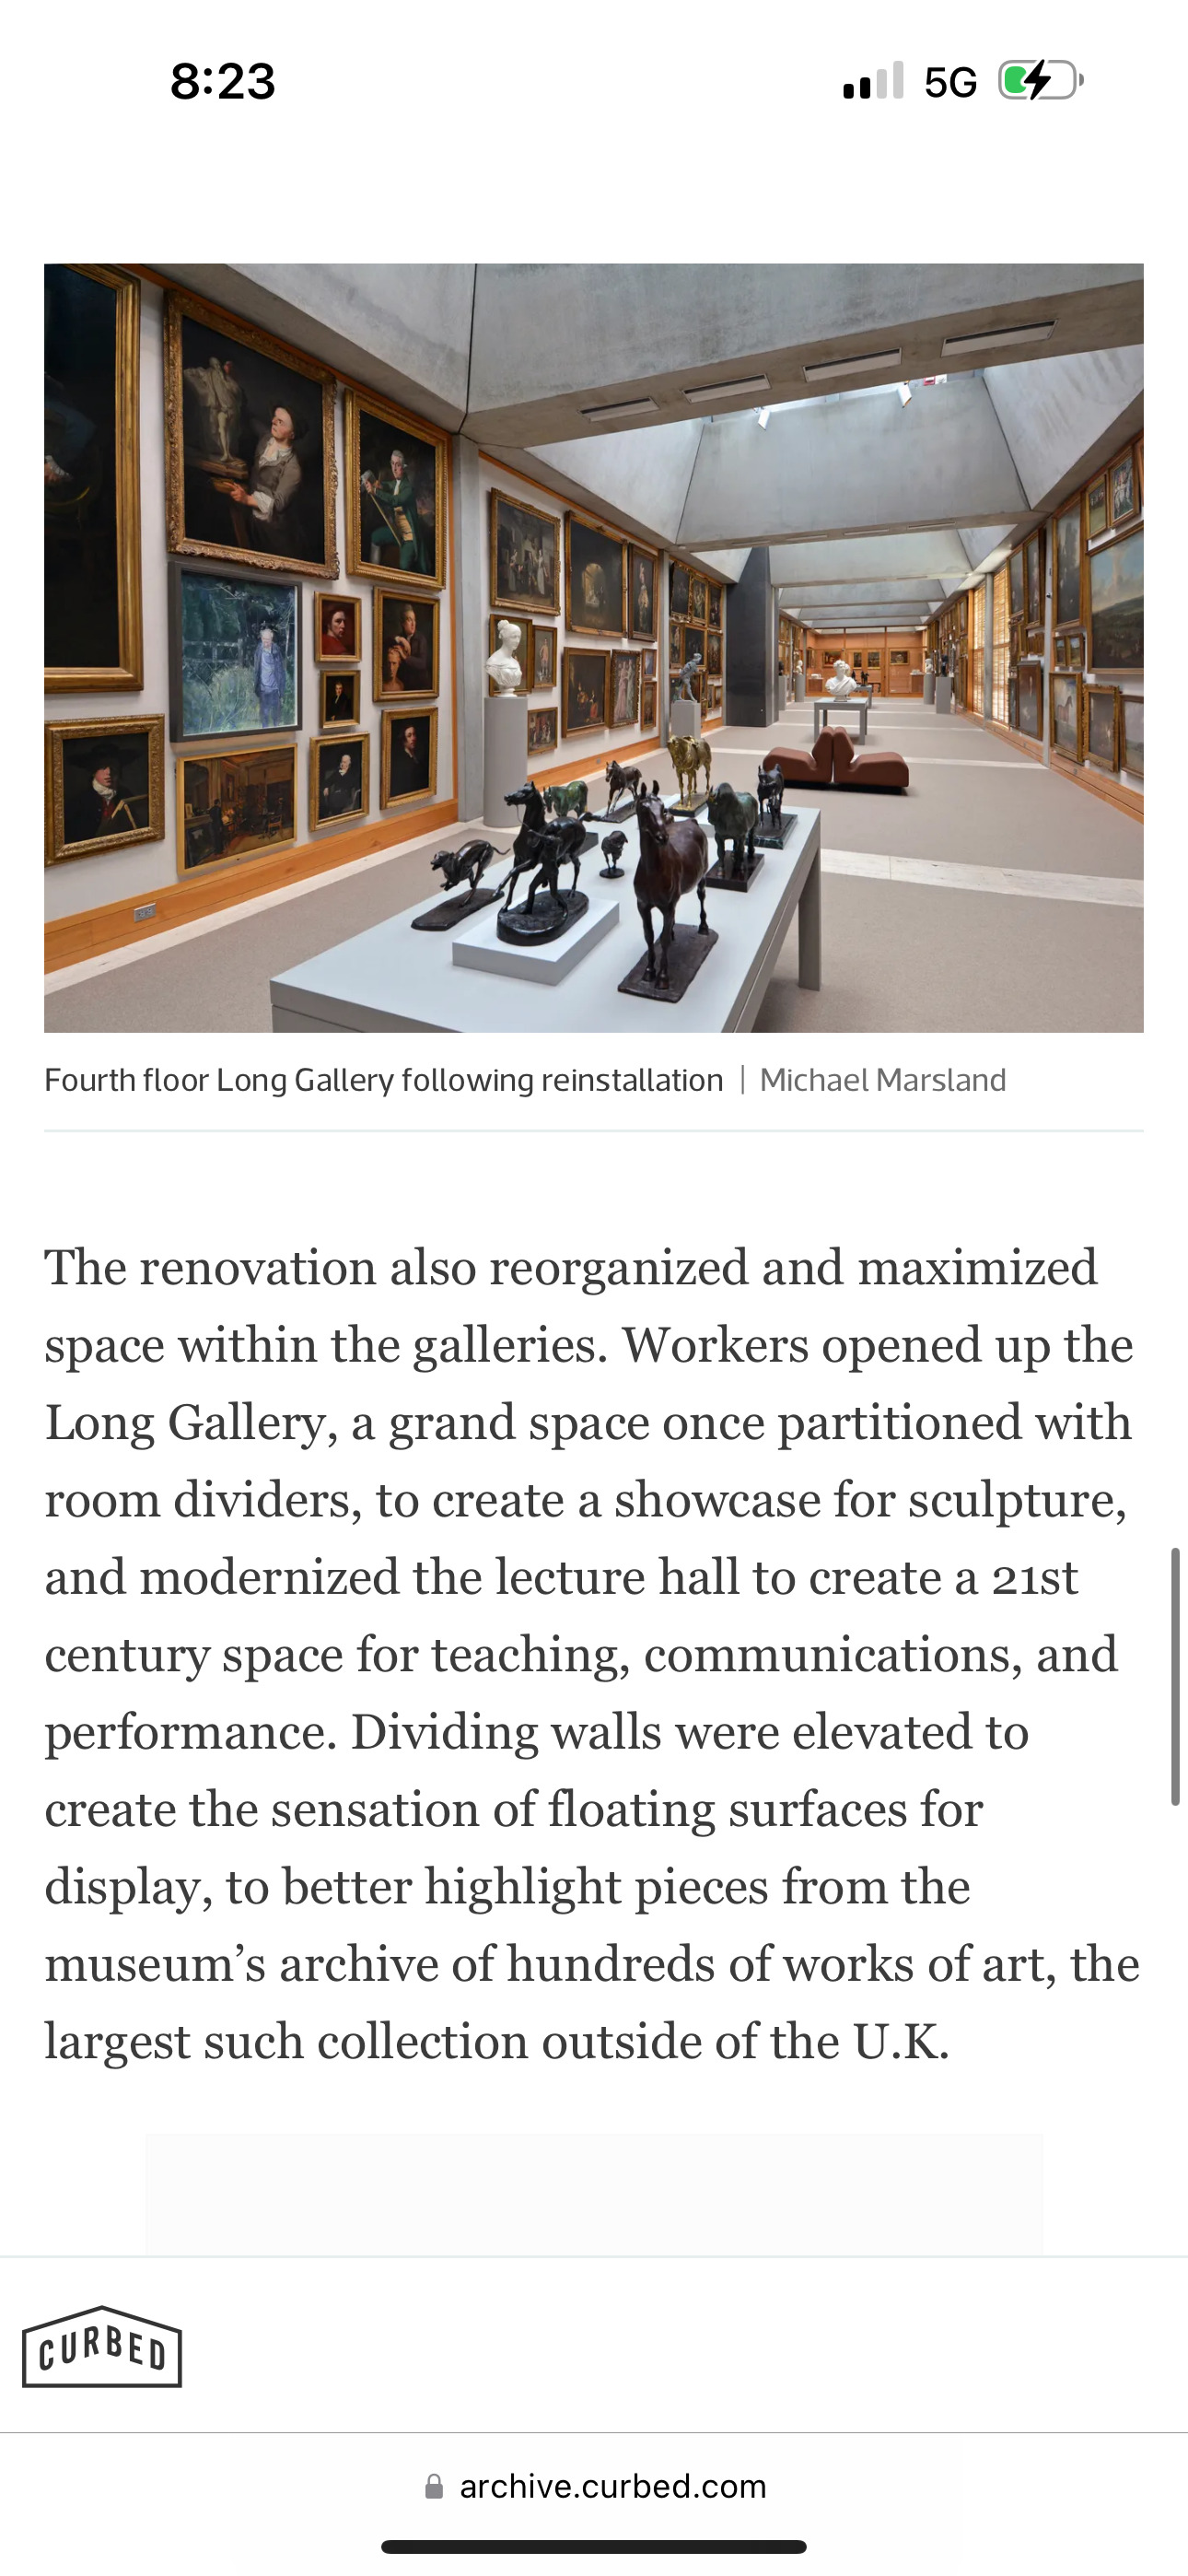 8:23
5G
Fourth floor Long Gallery following reinstallation | Michael Marsland
The renovation also reorganized and maximized
space within the galleries. Workers opened up the
Long Gallery, a grand space once partitioned with
room dividers, to create a showcase for sculpture,
and modernized the lecture hall to create a 21st
century space for teaching, communications, and
performance. Dividing walls were elevated to
create the sensation of floating surfaces for
display, to better highlight pieces from the
museum’s archive of hundreds of works of art, the
largest such collection outside of the U.K.
CURBED
archive.curbed.com